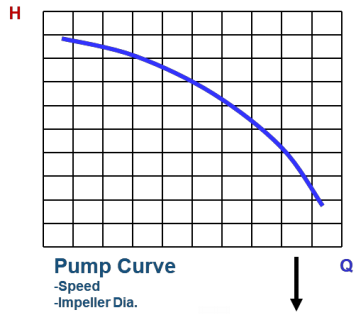 H
Pump Curve
Q
-Speed
-Impeller Dia.